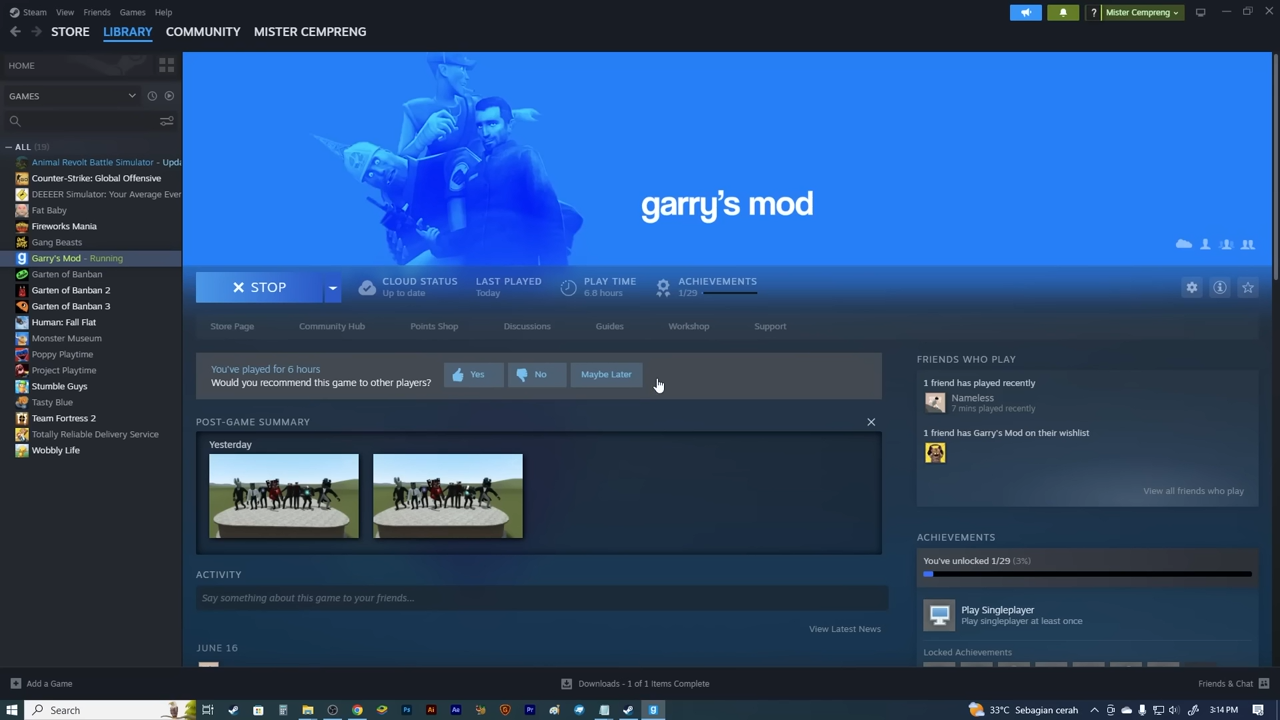 Steam View Friends Games Help
? Mister Cempreng
STORE LIBRARY COMMUNITY MISTER CEMPRENG
HOME
GAMES
ALL (19)
Animal Revolt Battle Simulator - Upda
Counter-Strike: Global Offensive
DEEEER Simulator: Your Average Ever
Fat Baby
Fireworks Mania
Gang Beasts
Garry's Mod - Running
Garten of Banban
Garten of Banban 2
Garten of Banban 3
Human: Fall Flat
Monster Museum
Poppy Playtime
Project Playtime
Stumble Guys
Tasty Blue
Team Fortress 2
Totally Reliable Delivery Service
Wobbly Life
garry's mod
STOP
CLOUD STATUS
Up to date
LAST PLAYED
Today
PLAY TIME
6.8 hours
ACHIEVEMENTS
1/29
Store Page Community Hub Points Shop Discussions Guides Workshop Support
You've played for 6 hours
Would you recommend this game to other players?
Yes No Maybe Later
POST-GAME SUMMARY
Yesterday
ACTIVITY
Say something about this game to your friends...
View Latest News
JUNE 16
FRIENDS WHO PLAY
1 friend has played recently
Nameless
7 mins played recently
1 friend has Garry's Mod on their wishlist
View all friends who play
ACHIEVEMENTS
You've unlocked 1/29 (3%)
Play Singleplayer
Play singleplayer at least once
Locked Achievements
Add a Game
Downloads - 1 of 1 Items Complete
Friends & Chat
Search
33°C Sebagian cerah
3:14 PM